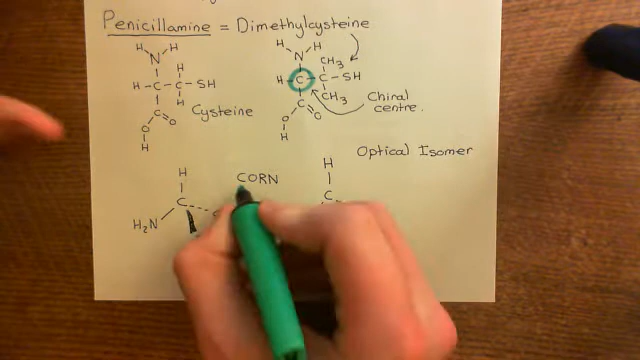 Penicillamine = Dimethylcysteine
H H
N
H - C - C - SH
H
H
C
O
O
H
Cysteine
H H
N
CH3
H - C - C - SH
CH3
C
O
O
H
Chiral
centre.
Optical Isomer
CORN
H
C
H2N
H
C